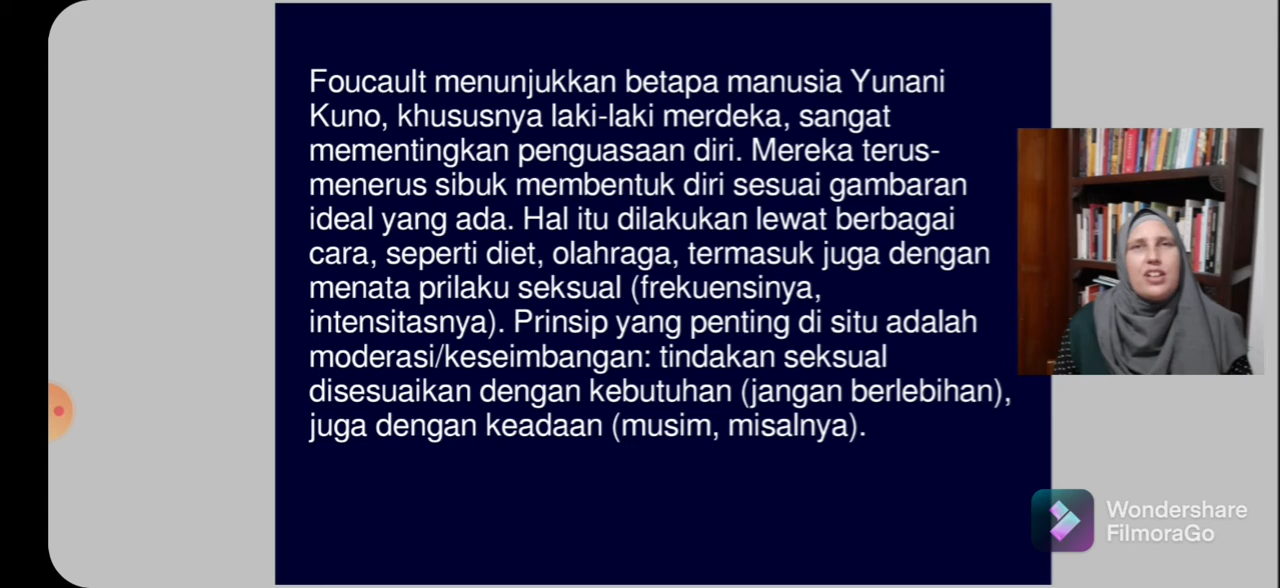 Foucault menunjukkan betapa manusia Yunani
Kuno, khususnya laki-laki merdeka, sangat
mementingkan penguasaan diri. Mereka terus-
menerus sibuk membentuk diri sesuai gambaran
ideal yang ada. Hal itu dilakukan lewat berbagai
cara, seperti diet, olahraga, termasuk juga dengan
menata prilaku seksual (frekuensinya,
intensitasnya). Prinsip yang penting di situ adalah
moderasi/keseimbangan: tindakan seksual
disesuaikan dengan kebutuhan (jangan berlebihan),
juga dengan keadaan (musim, misalnya).
Wondershare
FilmoraGo